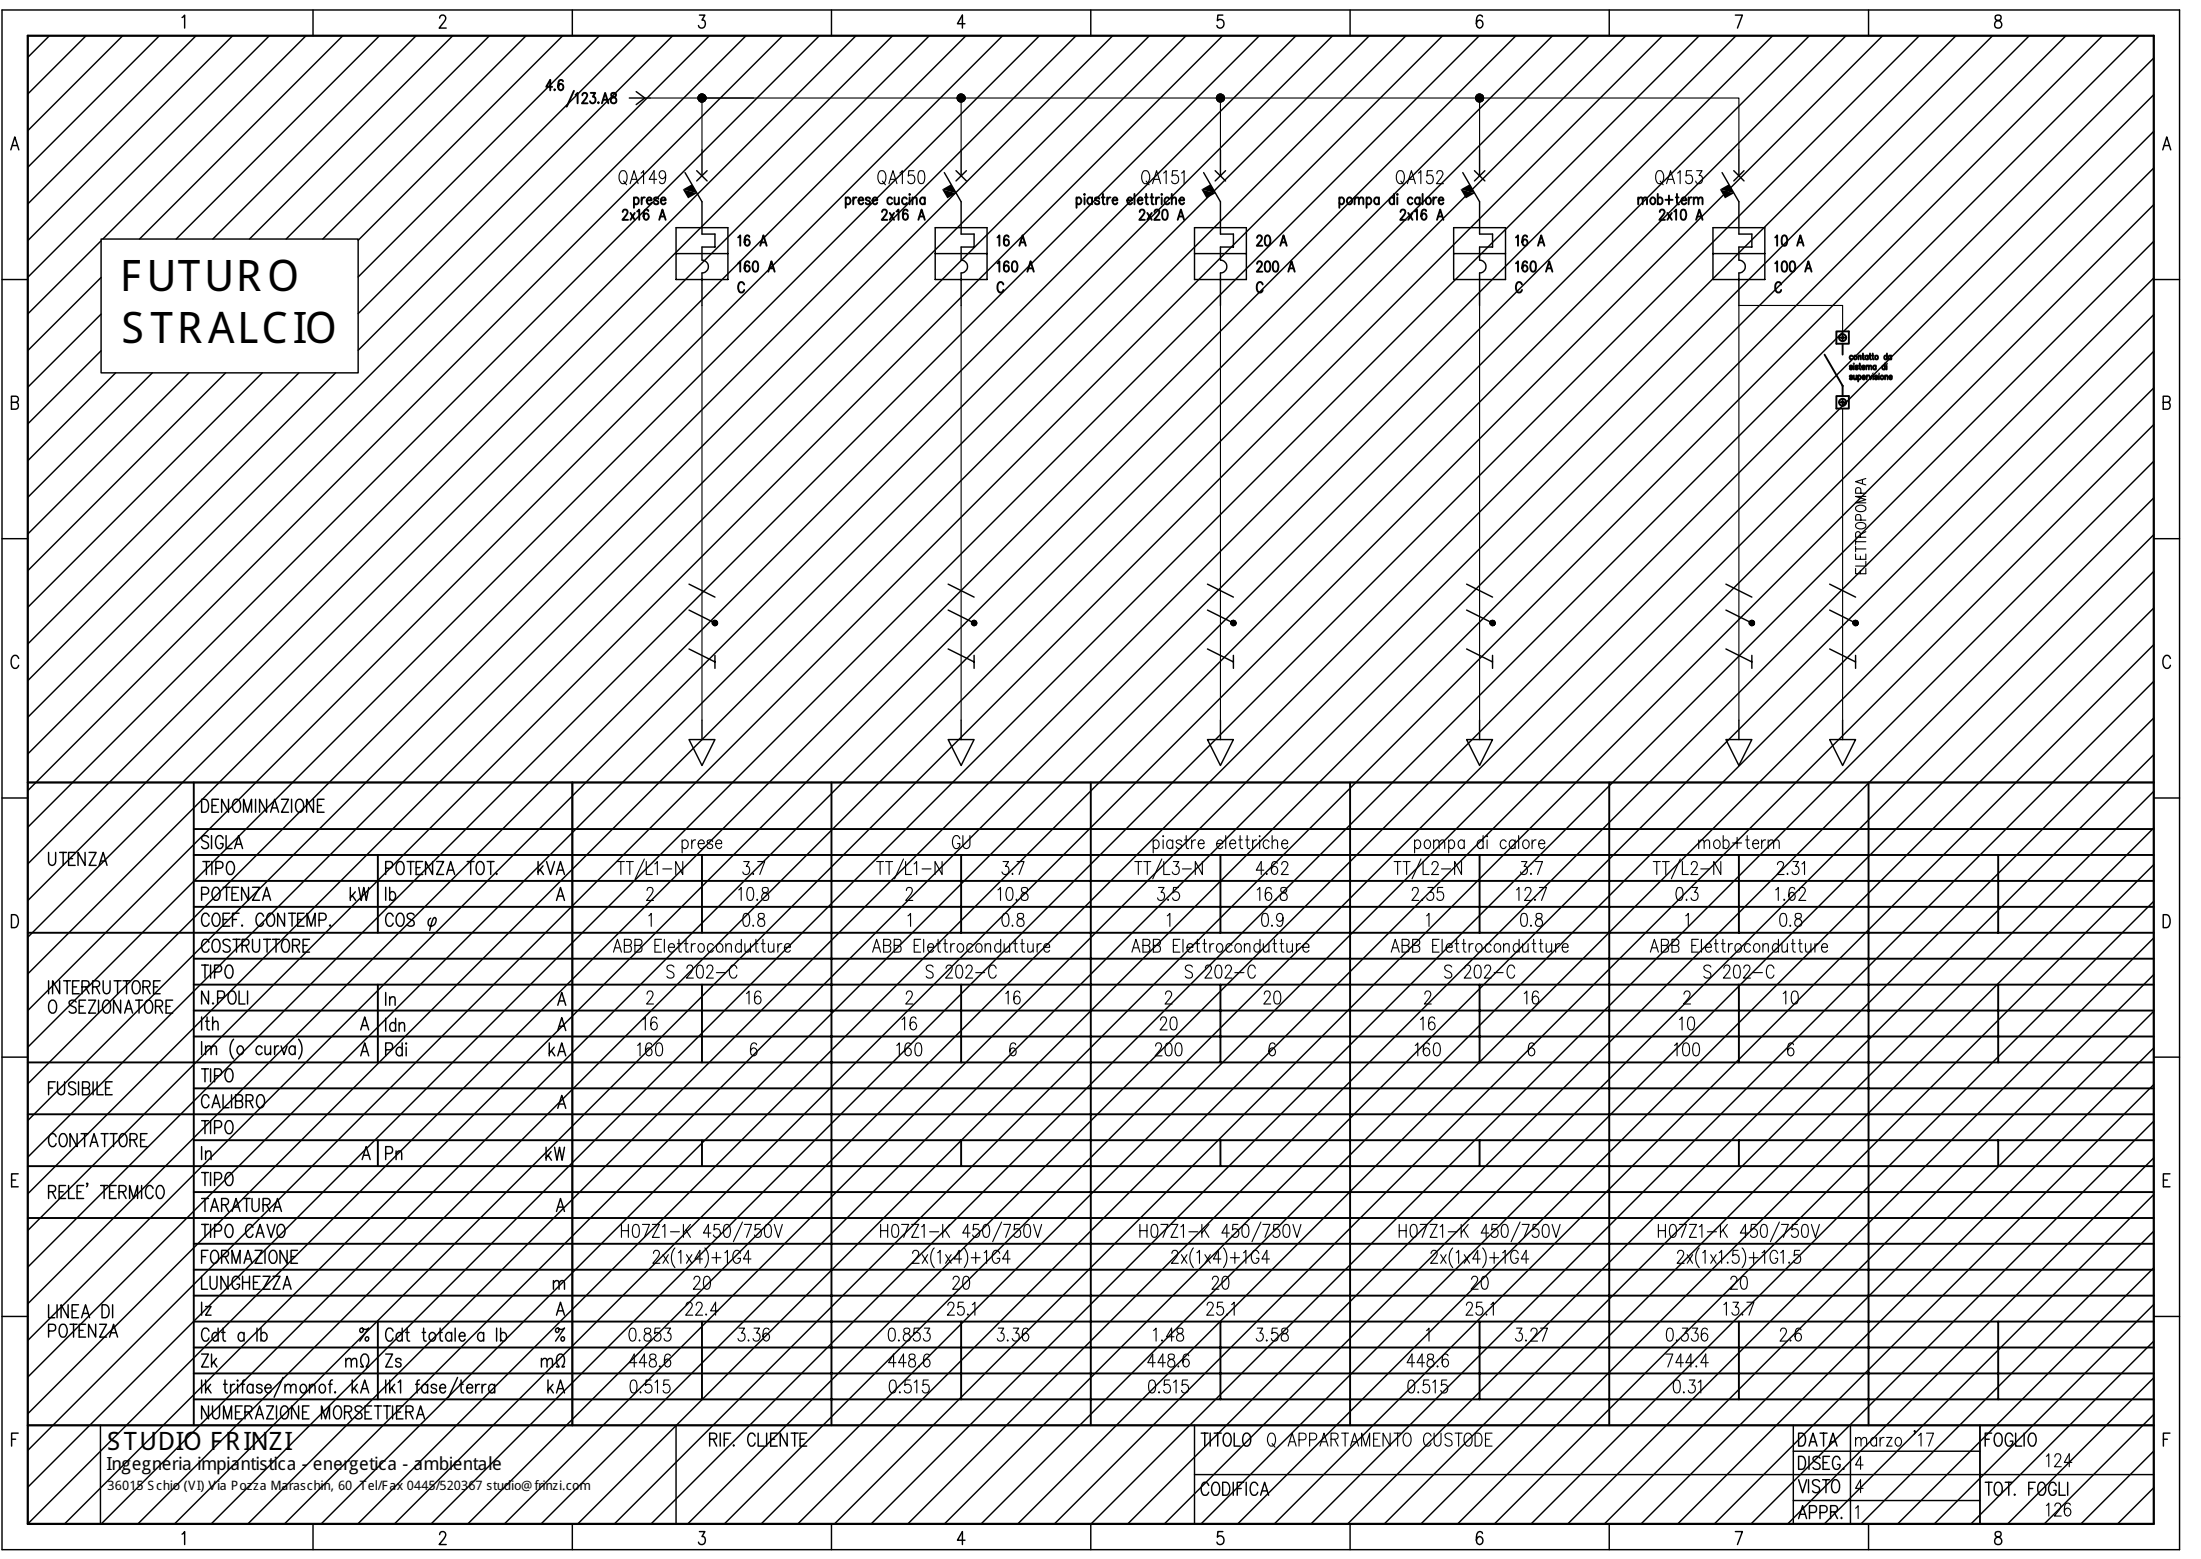 1 2 3 4 5 6 7 8
4.6
/123.A8
A A
QA149 QA150 QA151 QA152 QA153
prese prese cucina piastre elettriche pompa di calore mob+term
2x16 A 2x16 A 2x20 A 2x16 A 2x10 A
16 A 16 A 20 A 16 A 10 A
160 A 160 A 200 A 160 A 100 A
C C C C C
FUTURO
STRALCIO
contatto da
sistema di
supervisione
B B
ELETTROPOMPA
C C
UTENZA
DENOMINAZIONE
SIGLA prese GU piastre elettriche pompa di calore mob+term
TIPO POTENZA TOT. kVA TT/L1-N 3.7 TT/L1-N 3.7 TT/L3-N 4.62 TT/L2-N 3.7 TT/L2-N 2.31
POTENZA kW Ib A 2 10.8 2 10.8 3.5 16.8 2.35 12.7 0.3 1.62
COEF. CONTEMP. COS φ 1 0.8 1 0.8 1 0.9 1 0.8 1 0.8
D D
INTERRUTTORE
O SEZIONATORE
COSTRUTTORE ABB Elettrocondutture ABB Elettrocondutture ABB Elettrocondutture ABB Elettrocondutture ABB Elettrocondutture
TIPO S 202-C S 202-C S 202-C S 202-C S 202-C
N.POLI In A 2 16 2 16 2 20 2 16 2 10
Ith A Idn A 16 16 20 16 10
Im (o curva) A Pdi kA 160 6 160 6 200 6 160 6 100 6
FUSIBILE
TIPO
CALIBRO A
CONTATTORE
TIPO
In A Pn kW
E E
RELE' TERMICO
TIPO
TARATURA A
LINEA DI
POTENZA
TIPO CAVO H07Z1-K 450/750V H07Z1-K 450/750V H07Z1-K 450/750V H07Z1-K 450/750V H07Z1-K 450/750V
FORMAZIONE 2x(1x4)+1G4 2x(1x4)+1G4 2x(1x4)+1G4 2x(1x4)+1G4 2x(1x1.5)+1G1.5
LUNGHEZZA m 20 20 20 20 20
Iz A 22.4 25.1 25.1 25.1 13.7
Cdt a Ib % Cdt totale a Ib % 0.853 3.36 0.853 3.36 1.48 3.58 1 3.27 0.336 2.6
Zk mΩ Zs mΩ 448.6 448.6 448.6 448.6 744.4
Ik trifase/monof. kA Ik1 fase/terra kA 0.515 0.515 0.515 0.515 0.31
NUMERAZIONE MORSETTIERA
F F
STUDIO FRINZI
Ingegneria impiantistica - energetica - ambientale
36015 Schio (VI) Via Pozza Maraschin, 60 Tel/Fax 0445/520367 studio@frinzi.com
RIF. CLIENTE
TITOLO Q APPARTAMENTO CUSTODE
CODIFICA
DATA marzo '17
DISEG. 4
VISTO 4
APPR. 1
FOGLIO
124
TOT. FOGLI
126
1 2 3 4 5 6 7 8